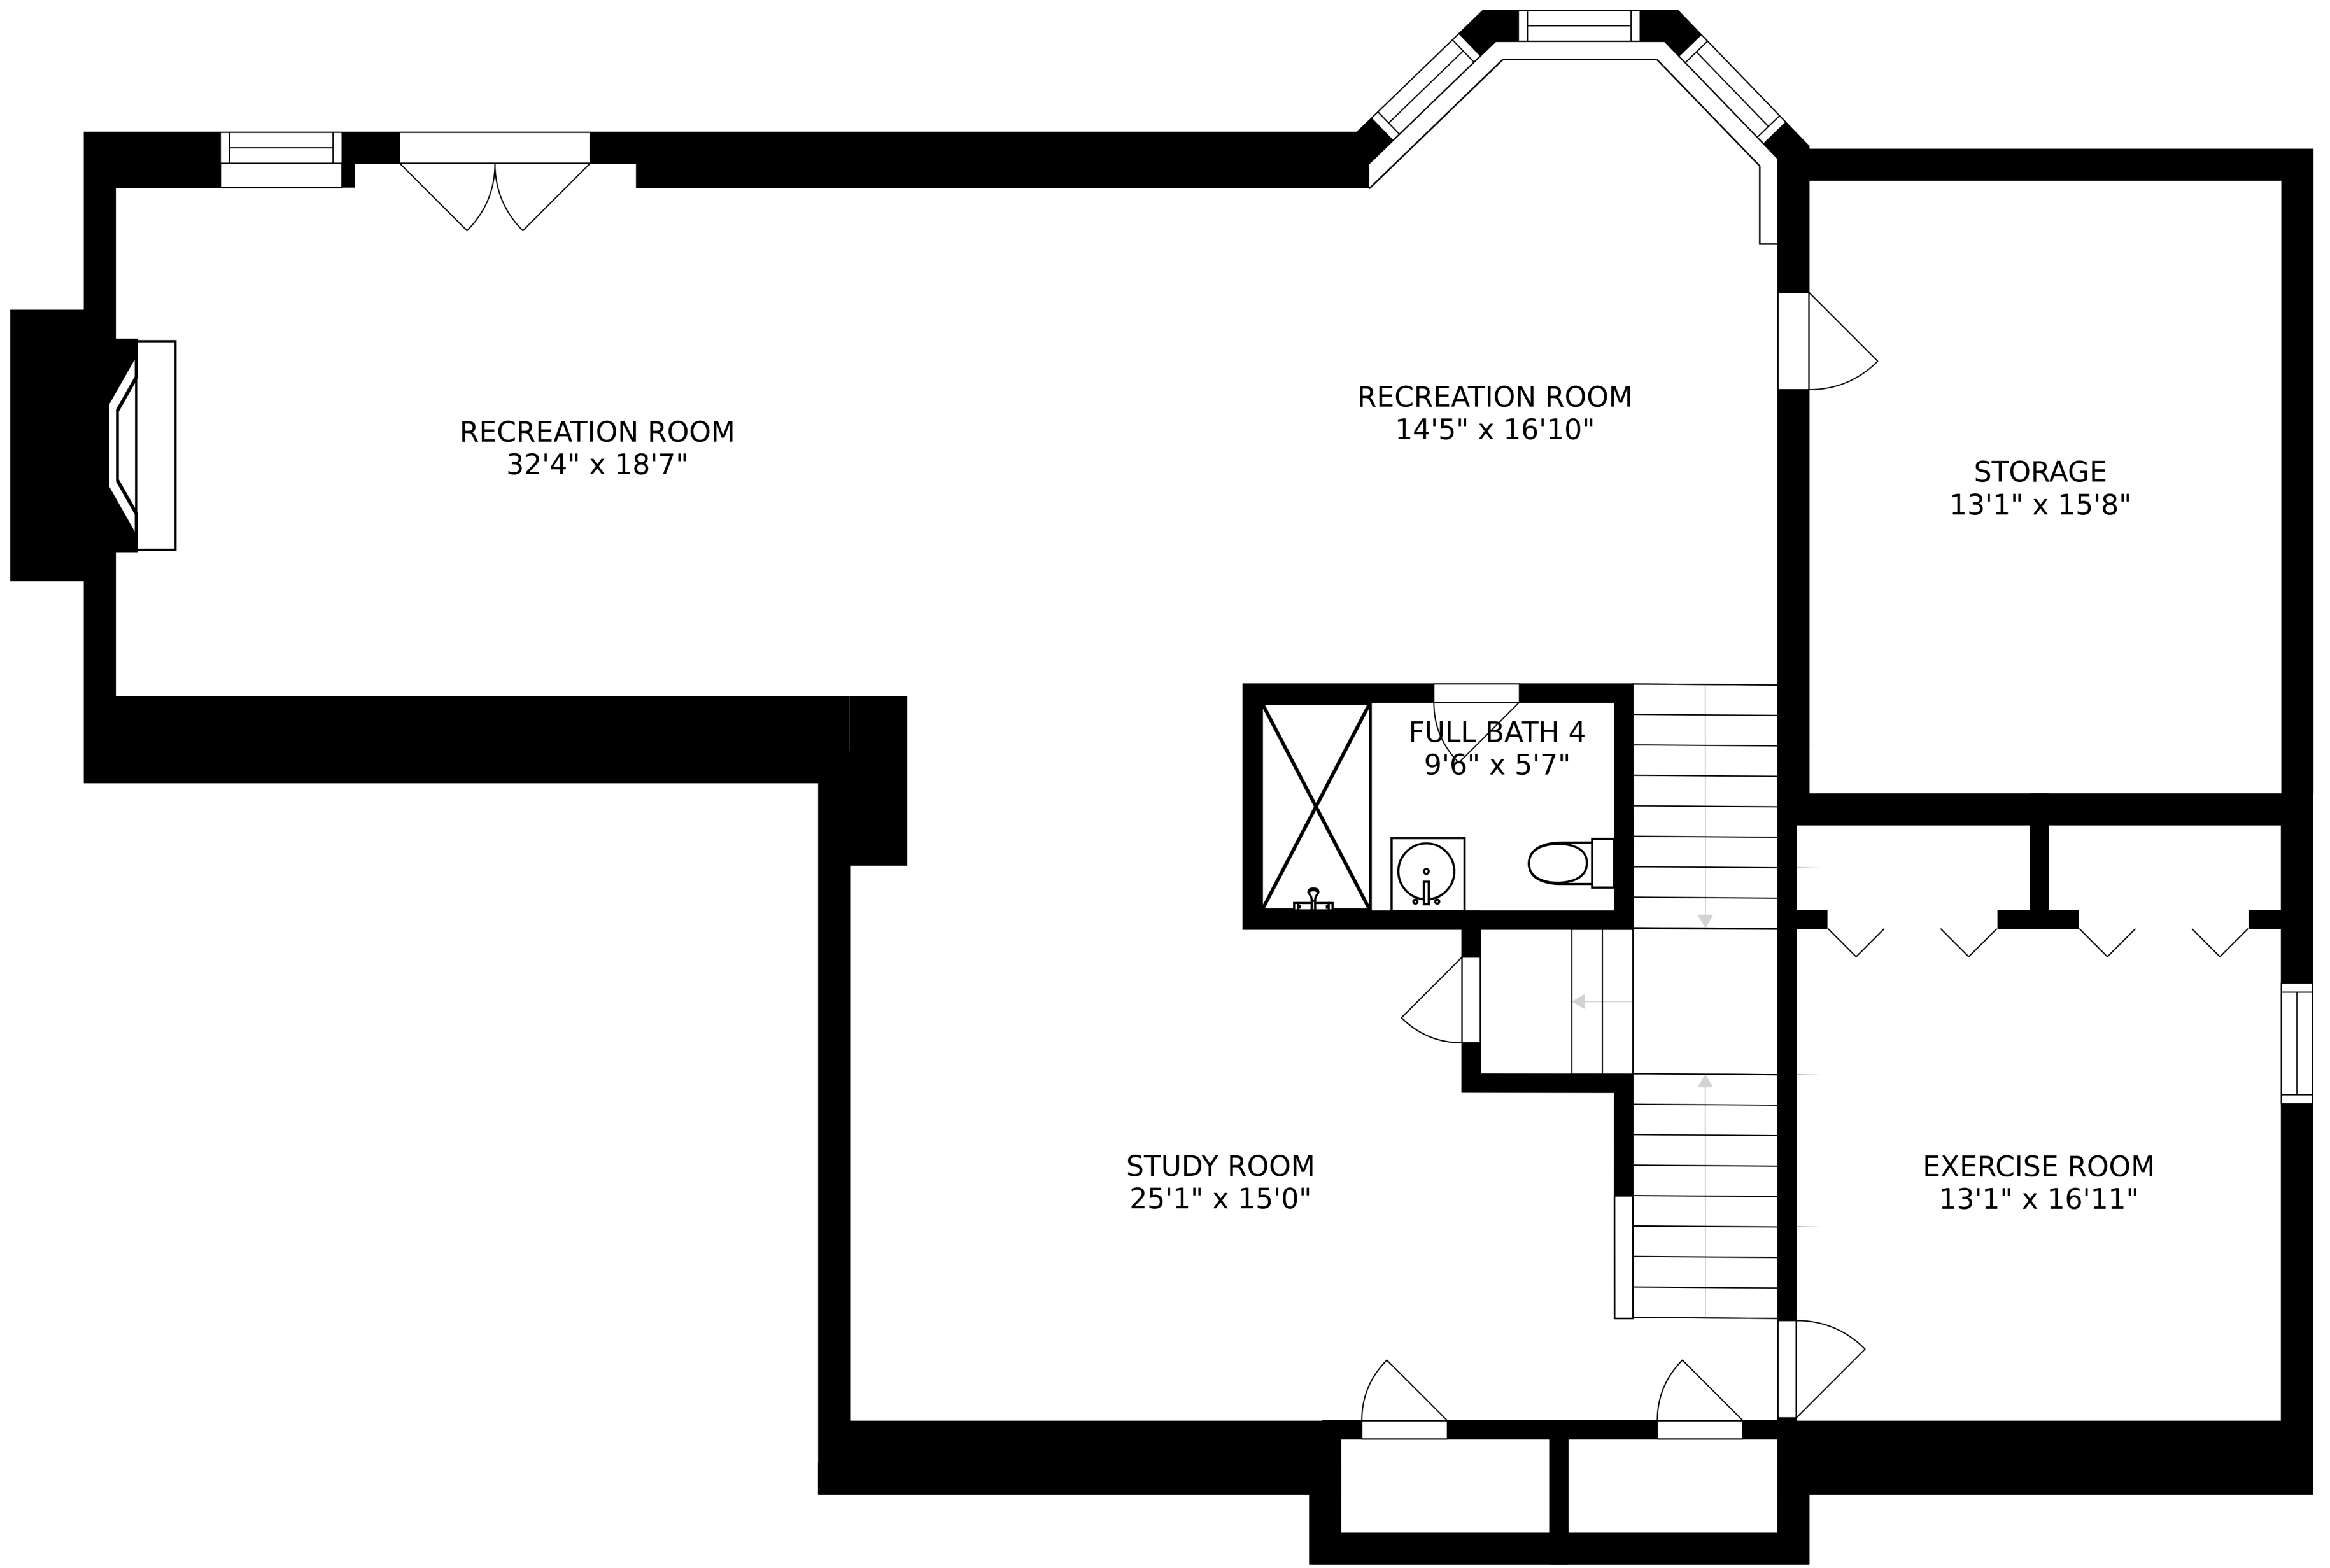 RECREATION ROOM
32'4" x 18'7"
RECREATION ROOM
14'5" x 16'10"
STORAGE
13'1" x 15'8"
FULL BATH 4
9'6" x 5'7"
STUDY ROOM
25'1" x 15'0"
EXERCISE ROOM
13'1" x 16'11"